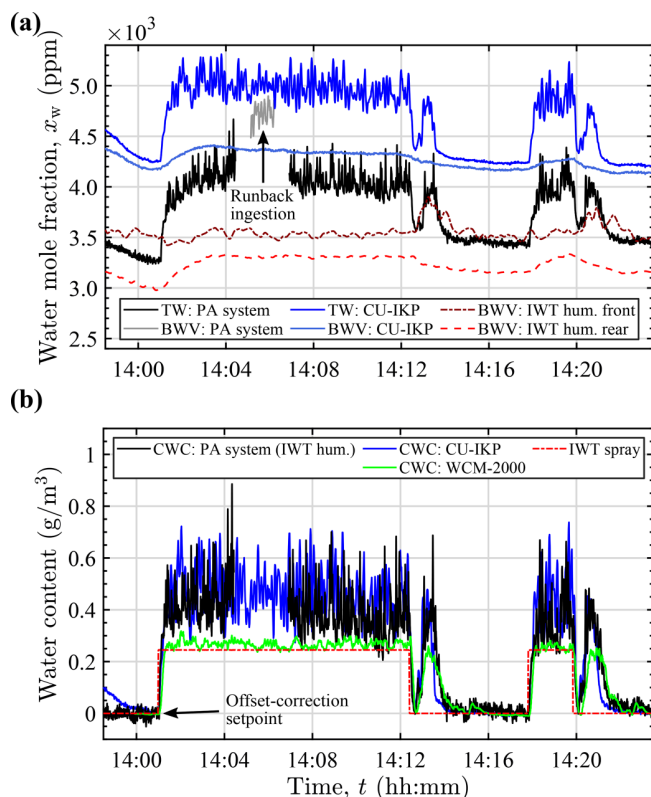 (a)
×10³
Water mole fraction, x_w (ppm)
5.0
4.5
4.0
3.5
3.0
2.5
Runback
ingestion
TW: PA system
TW: CU-IKP
BWV: IWT hum. front
BWV: PA system
BWV: CU-IKP
BWV: IWT hum. rear
14:00
14:04
14:08
14:12
14:16
14:20
(b)
Water content (g/m³)
1
0.8
0.6
0.4
0.2
0
CWC: PA system (IWT hum.)
CWC: CU-IKP
IWT spray
CWC: WCM-2000
Offset-correction
setpoint
14:00
14:04
14:08
14:12
14:16
14:20
Time, t (hh:mm)